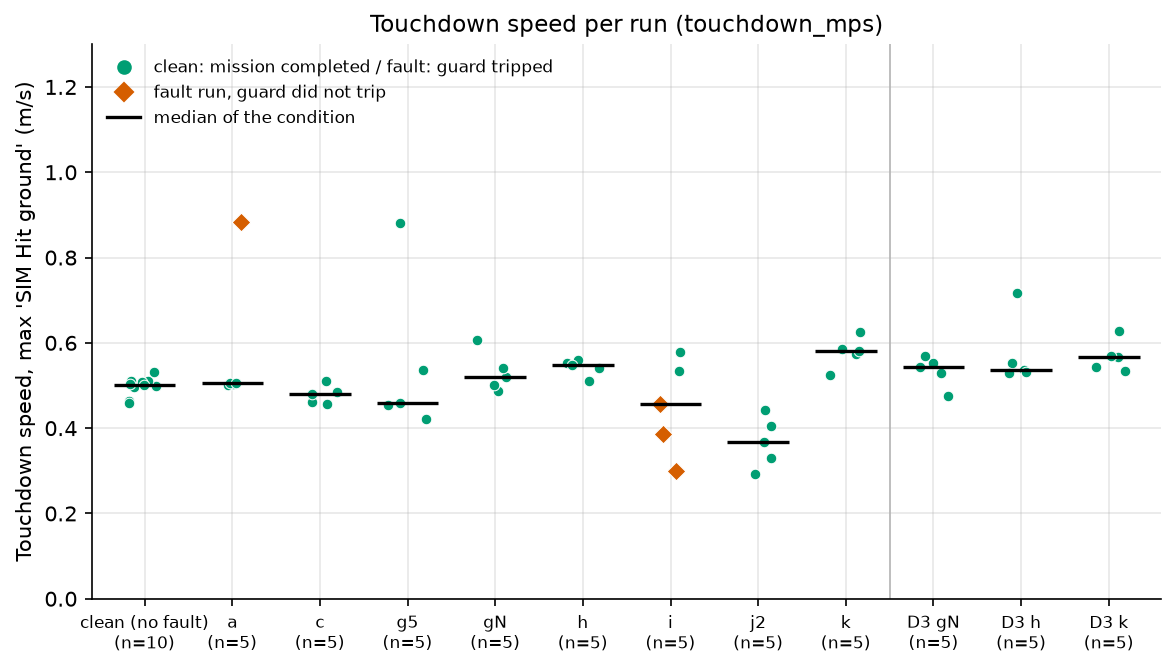 Touchdown speed per run (touchdown_mps)
Touchdown speed, max 'SIM Hit ground' (m/s)
clean: mission completed / fault: guard tripped
fault run, guard did not trip
median of the condition
1.2
1.0
0.8
0.6
0.4
0.2
0.0
clean (no fault)
(n=10)
a
(n=5)
c
(n=5)
g5
(n=5)
gN
(n=5)
h
(n=5)
i
(n=5)
j2
(n=5)
k
(n=5)
D3 gN
(n=5)
D3 h
(n=5)
D3 k
(n=5)